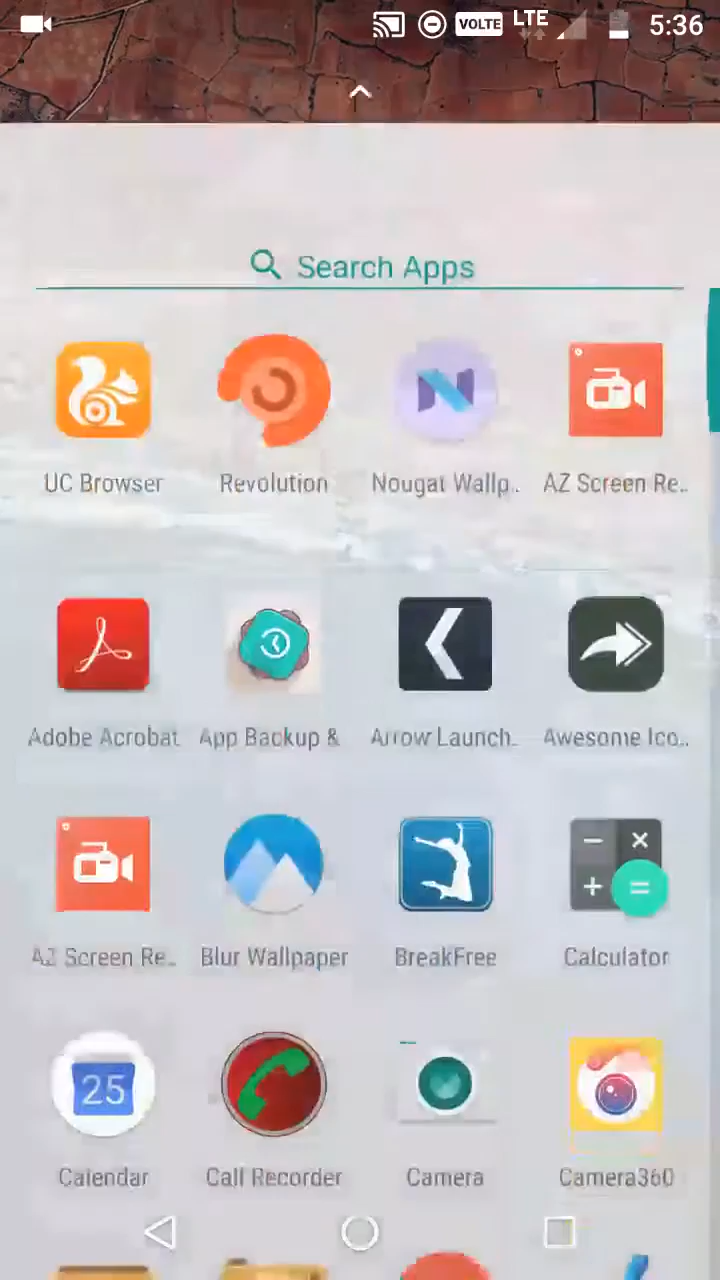 VOLTE LTE 5:36
Search Apps
UC Browser Revolution Nougat Wallp.. AZ Screen Re..
Adobe Acrobat App Backup & Arrow Launch.. Awesome Ico..
AZ Screen Re.. Blur Wallpaper BreakFree Calculator
25
Calendar Call Recorder Camera Camera360